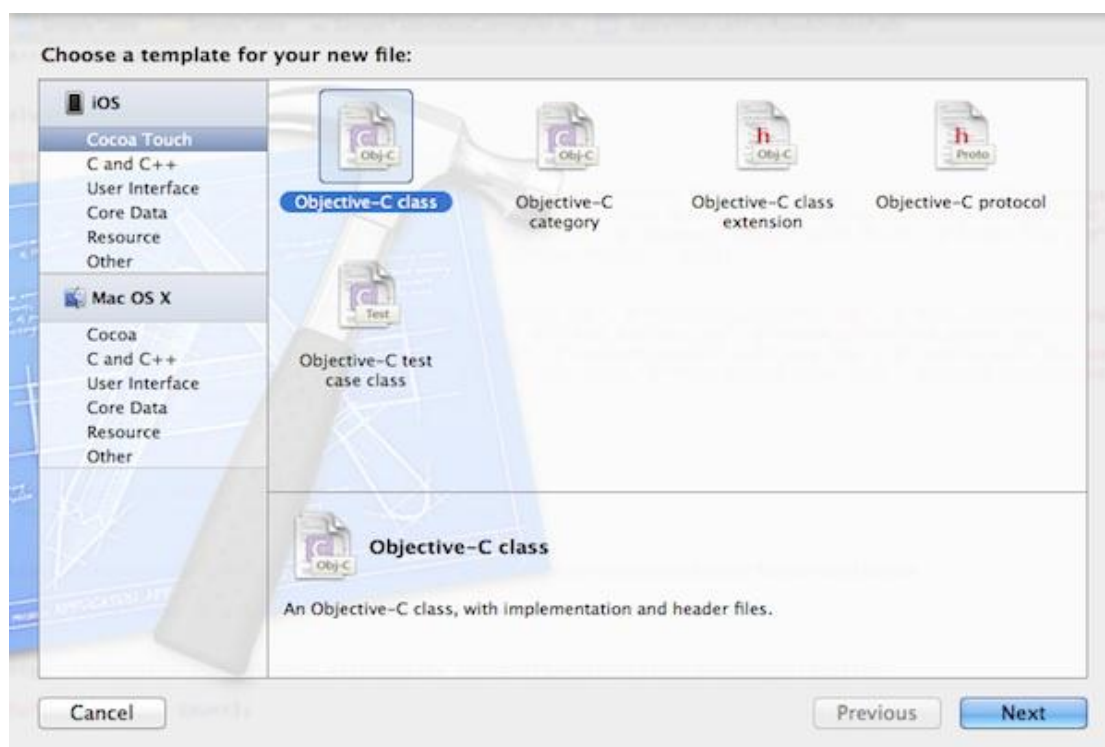 Choose a template for your new file:
iOS
Cocoa Touch
C and C++
User Interface
Core Data
Resource
Other
Mac OS X
Cocoa
C and C++
User Interface
Core Data
Resource
Other
Obj-C
Objective-C class
Obj-C
Objective-C
category
h
Obj-C
Objective-C class
extension
h
Proto
Objective-C protocol
Test
Objective-C test
case class
Obj-C
Objective-C class
An Objective-C class, with implementation and header files.
Cancel
Previous
Next